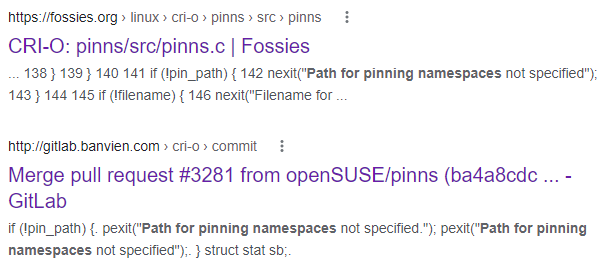 https://fossies.org › linux › cri-o › pinns › src › pinns
CRI-O: pinns/src/pinns.c | Fossies
... 138 } 139 } 140 141 if (!pin_path) { 142 nexit("Path for pinning namespaces not specified");
143 } 144 145 if (!filename) { 146 nexit("Filename for ...
http://gitlab.banvien.com › cri-o › commit
Merge pull request #3281 from openSUSE/pinns (ba4a8cdc ... -
GitLab
if (!pin_path) {. pexit("Path for pinning namespaces not specified."); pexit("Path for pinning
namespaces not specified");. } struct stat sb;.